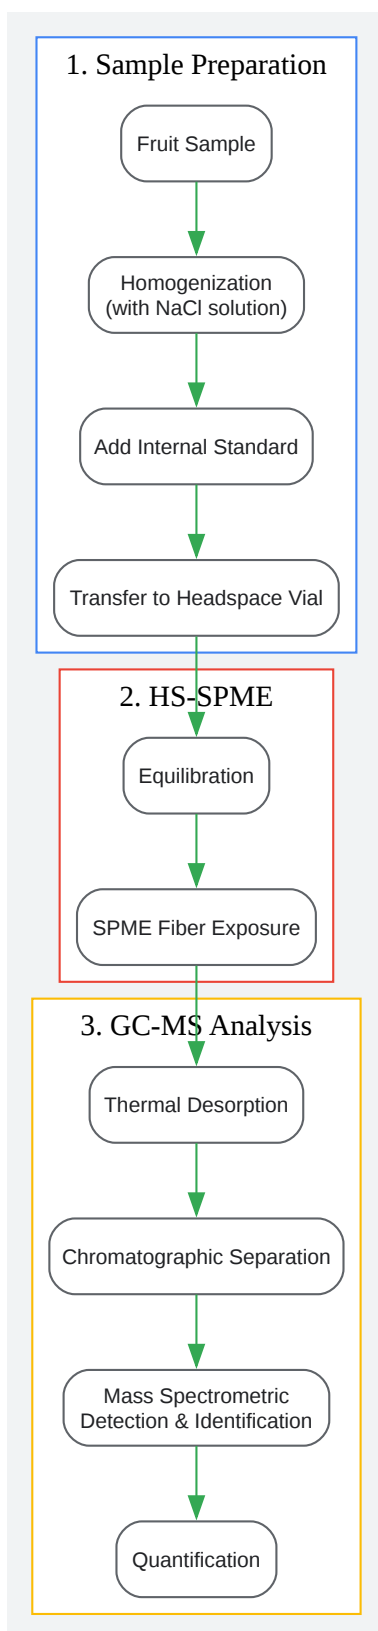 1. Sample Preparation
Fruit Sample
Homogenization
(with NaCl solution)
Add Internal Standard
Transfer to Headspace Vial
2. HS-SPME
Equilibration
SPME Fiber Exposure
3. GC-MS Analysis
Thermal Desorption
Chromatographic Separation
Mass Spectrometric
Detection & Identification
Quantification